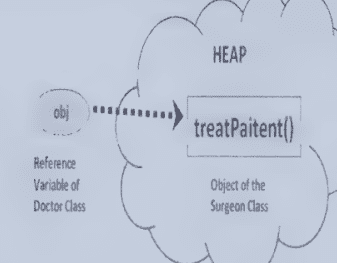 HEAP
obj
treatPaitent()
Reference
Variable of
Doctor Class
Object of the
Surgeon Class